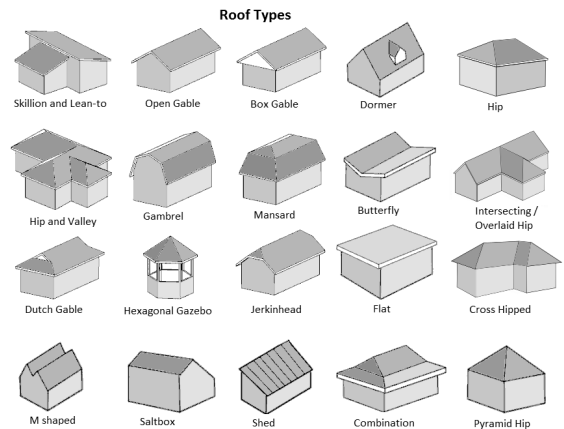 Roof Types
Skillion and Lean-to
Open Gable
Box Gable
Dormer
Hip
Hip and Valley
Gambrel
Mansard
Butterfly
Intersecting /
Overlaid Hip
Dutch Gable
Hexagonal Gazebo
Jerkinhead
Flat
Cross Hipped
M shaped
Saltbox
Shed
Combination
Pyramid Hip